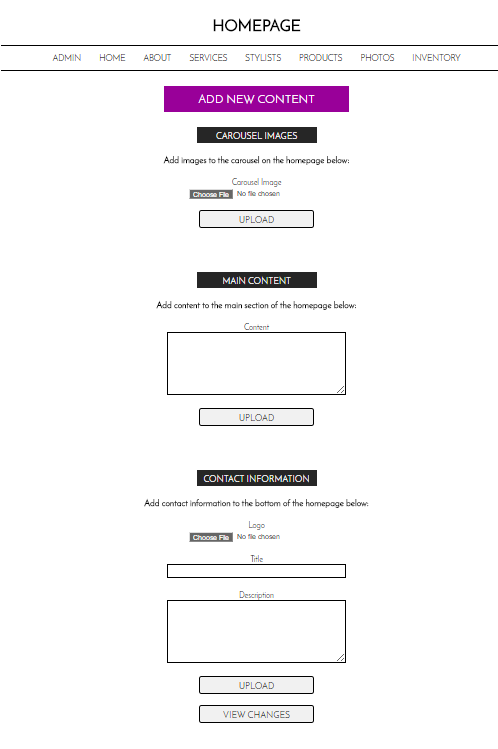 HOMEPAGE
ADMIN HOME ABOUT SERVICES STYLISTS PRODUCTS PHOTOS INVENTORY
ADD NEW CONTENT
CAROUSEL IMAGES
Add images to the carousel on the homepage below:
Carousel Image
Choose File No file chosen
UPLOAD
MAIN CONTENT
Add content to the main section of the homepage below:
Content
UPLOAD
CONTACT INFORMATION
Add contact information to the bottom of the homepage below:
Logo
Choose File No file chosen
Title
Description
UPLOAD
VIEW CHANGES